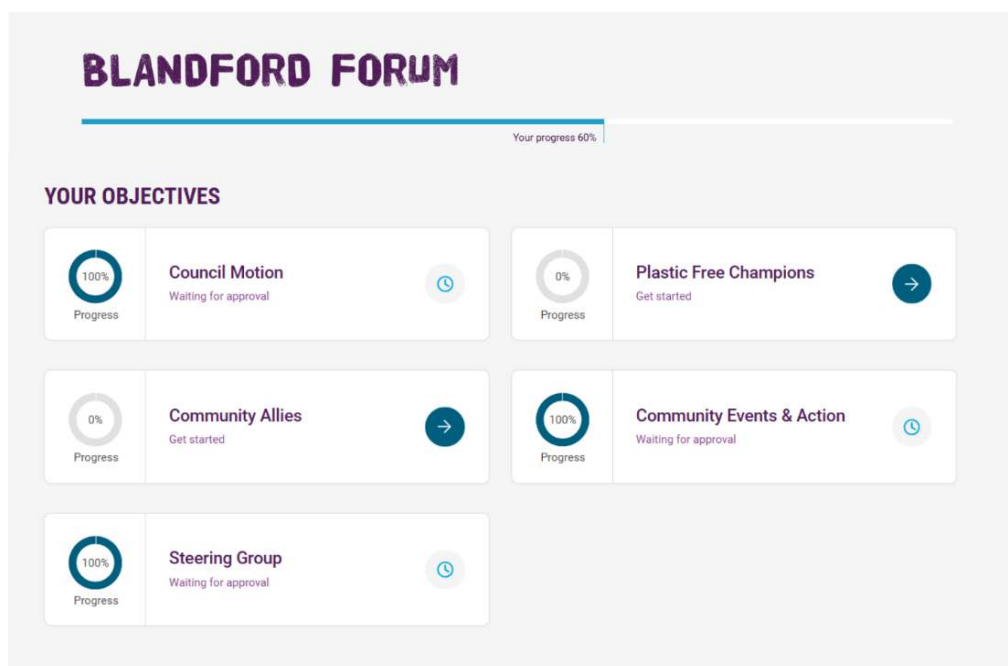 BLANDFORD FORUM
Your progress 60%
YOUR OBJECTIVES
100%
Progress
Council Motion
Waiting for approval
0%
Progress
Plastic Free Champions
Get started
0%
Progress
Community Allies
Get started
100%
Progress
Community Events & Action
Waiting for approval
100%
Progress
Steering Group
Waiting for approval